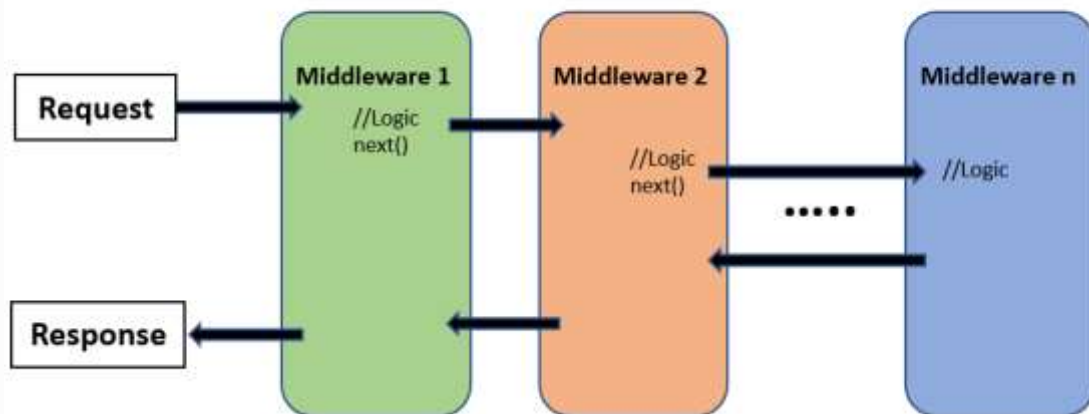 Request
Middleware 1
//Logic
next()
Middleware 2
//Logic
next()
.....
Middleware n
//Logic
Response